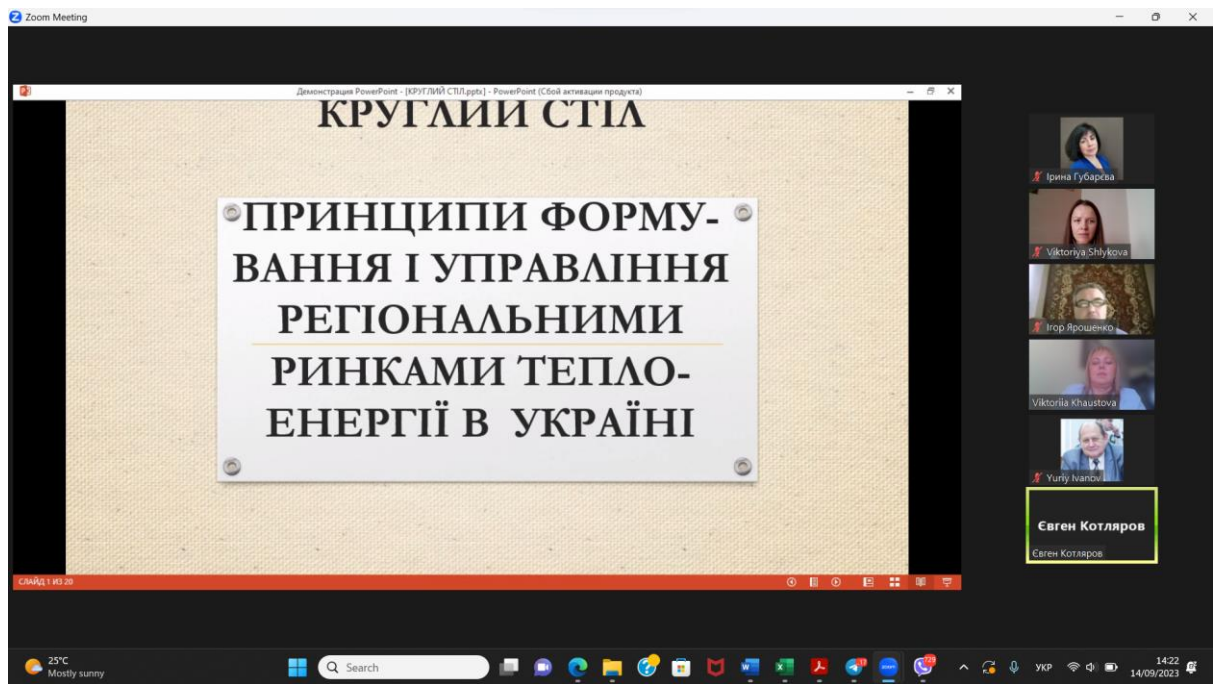 Zoom Meeting
Демонстрация PowerPoint - [КРУГЛИЙ СТІЛ.pptx] - PowerPoint (Сбой активации продукта)
КРУГЛИЙ СТІЛ
ПРИНЦИПИ ФОРМУ-
ВАННЯ І УПРАВЛІННЯ
РЕГІОНАЛЬНИМИ
РИНКАМИ ТЕПЛО-
ЕНЕРГІЇ В УКРАЇНІ
СЛАЙД 1 ИЗ 20
Ірина Губарєва
Viktoriya Shlykova
Ігор Ярошенко
Viktoriia Khaustova
Yuriy Ivanov
Євген Котляров
Євген Котляров
25°C
Mostly sunny
Search
729
УКР
14:22
14/09/2023